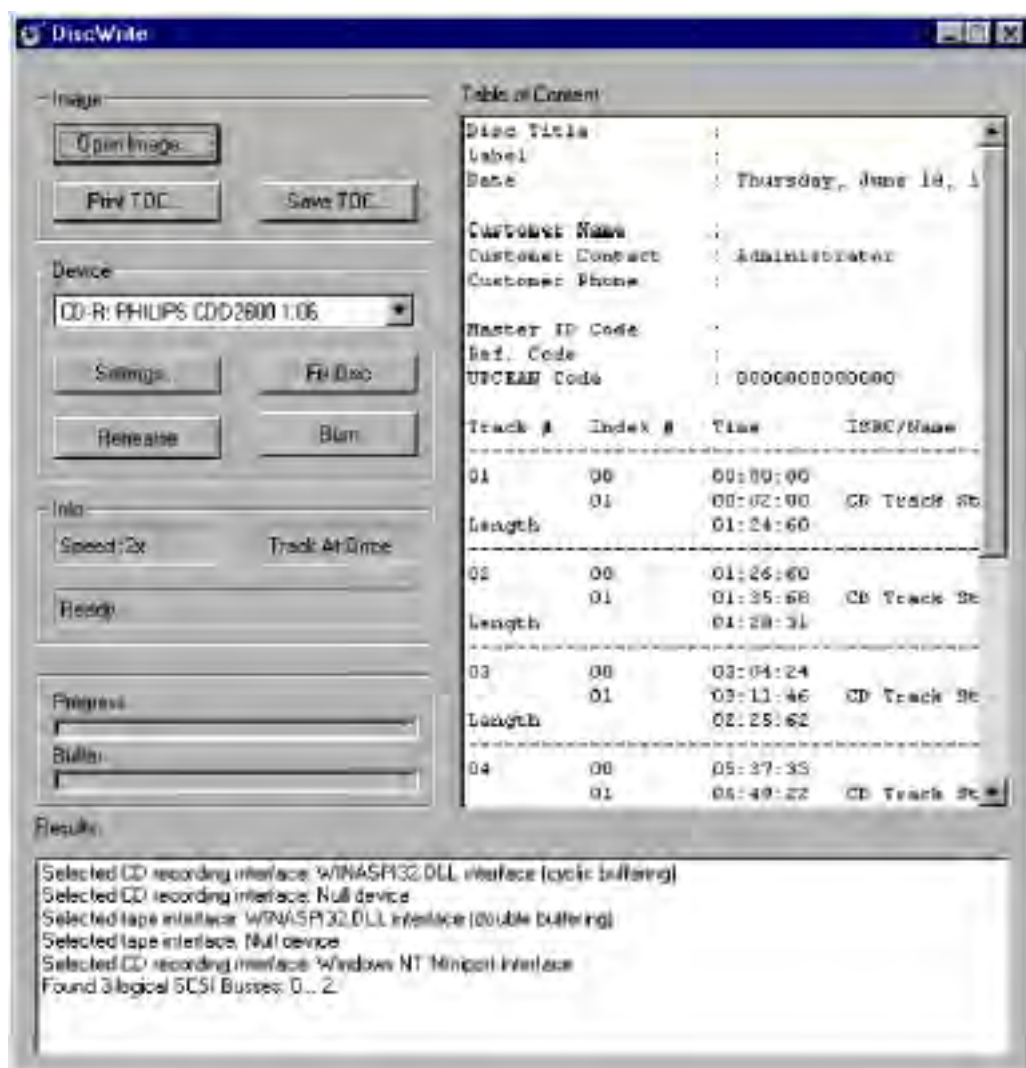 DiscWrite
Image
Open Image...
Print TOC...
Save TOC...
Device
CD-R: PHILIPS CDD2600 1.06
Settings...
Fix Disc
Rehearse
Burn
Info
Speed: 2x
Track At Once
Ready.
Progress
Buffer
Table of Content
Disc Title :
Label :
Date : Thursday, June 18, 1
Customer Name :
Customer Contact : Administrator
Customer Phone :
Master ID Code :
Ref. Code :
UPCEAN Code : 0000000000000
Track # Index # Time ISRC/Name
01 00 00:00:00
01 00:02:00 CD Track St
Length 01:24:60
02 00 01:26:60
01 01:35:68 CD Track St
Length 01:28:31
03 00 03:04:24
01 03:11:46 CD Track St
Length 02:25:62
04 00 05:37:33
01 CD Track St
Results:
Selected CD recording interface: WINASPI32.DLL interface (cyclic buffering)
Selected CD recording interface: Null device
Selected tape interface: WINASPI32.DLL interface (double buffering)
Selected tape interface: Null device
Selected CD recording interface: Windows NT Miniport interface
Found 3 logical SCSI Busses: 0... 2.